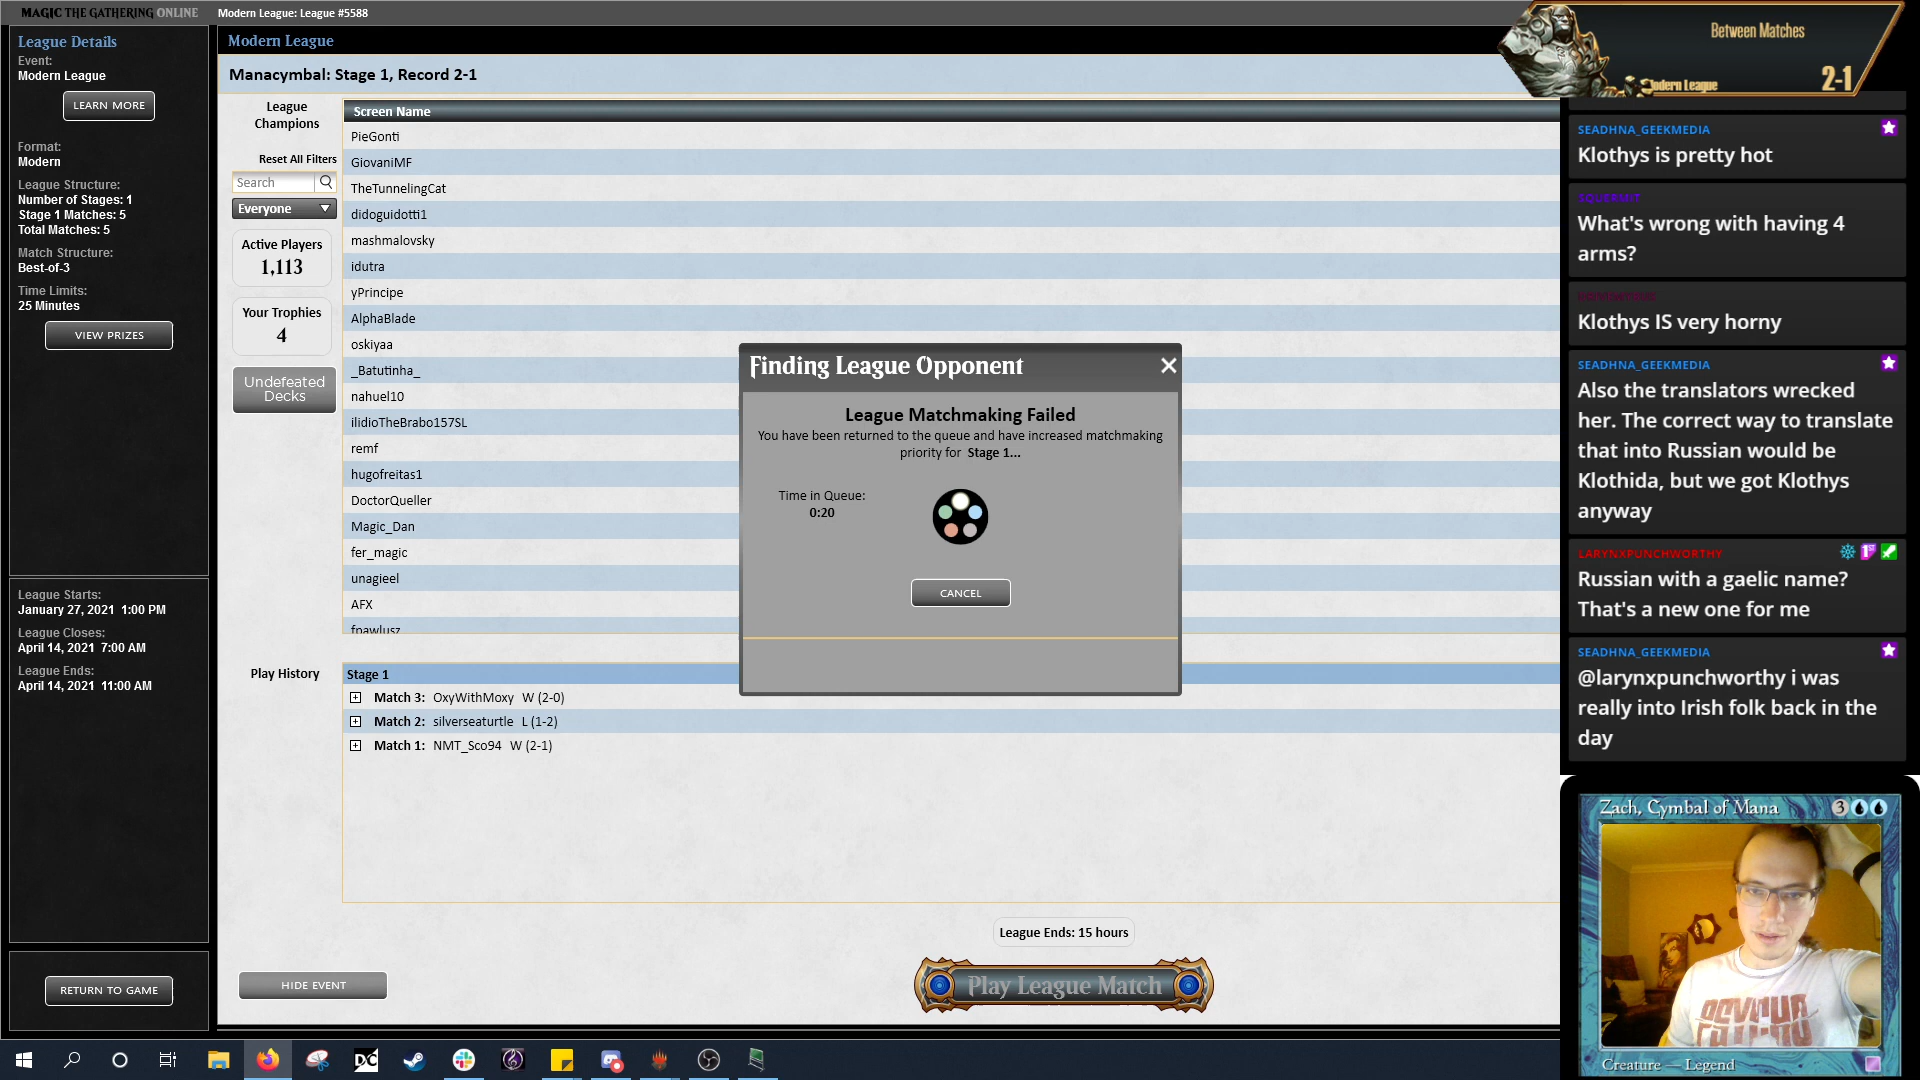 MAGIC THE GATHERING ONLINE
Modern League: League #5588
League Details
Event:
Modern League
LEARN MORE
Format:
Modern
League Structure:
Number of Stages: 1
Stage 1 Matches: 5
Total Matches: 5
Match Structure:
Best-of-3
Time Limits:
25 Minutes
VIEW PRIZES
League Starts:
January 27, 2021 1:00 PM
League Closes:
April 14, 2021 7:00 AM
League Ends:
April 14, 2021 11:00 AM
RETURN TO GAME
Modern League
Manacymbal: Stage 1, Record 2-1
League
Champions
Reset All Filters
Search
Everyone
Active Players
1,113
Your Trophies
4
Undefeated
Decks
Screen Name
PieGonti
GiovaniMF
TheTunnelingCat
didoguidotti1
mashmalovsky
idutra
yPrincipe
AlphaBlade
oskiyaa
_Batutinha_
nahuel10
ilidioTheBrabo157SL
remf
hugofreitas1
DoctorQueller
Magic_Dan
fer_magic
unagieel
AFX
fpawlusz
Finding League Opponent
League Matchmaking Failed
You have been returned to the queue and have increased matchmaking
priority for Stage 1...
Time in Queue:
0:20
CANCEL
Play History
Stage 1
Match 3: OxyWithMoxy W (2-0)
Match 2: silverseaturtle L (1-2)
Match 1: NMT_Sco94 W (2-1)
League Ends: 15 hours
HIDE EVENT
Play League Match
Between Matches
Modern League
2-1
SEADHNA_GEEKMEDIA
Klothys is pretty hot
SQUERMIT
What's wrong with having 4
arms?
Klothys IS very horny
SEADHNA_GEEKMEDIA
Also the translators wrecked
her. The correct way to translate
that into Russian would be
Klothida, but we got Klothys
anyway
LARYNXPUNCHWORTHY
Russian with a gaelic name?
That's a new one for me
SEADHNA_GEEKMEDIA
@larynxpunchworthy i was
really into Irish folk back in the
day
Zach, Cymbal of Mana
3
PSYCHO
Creature — Legend
DC